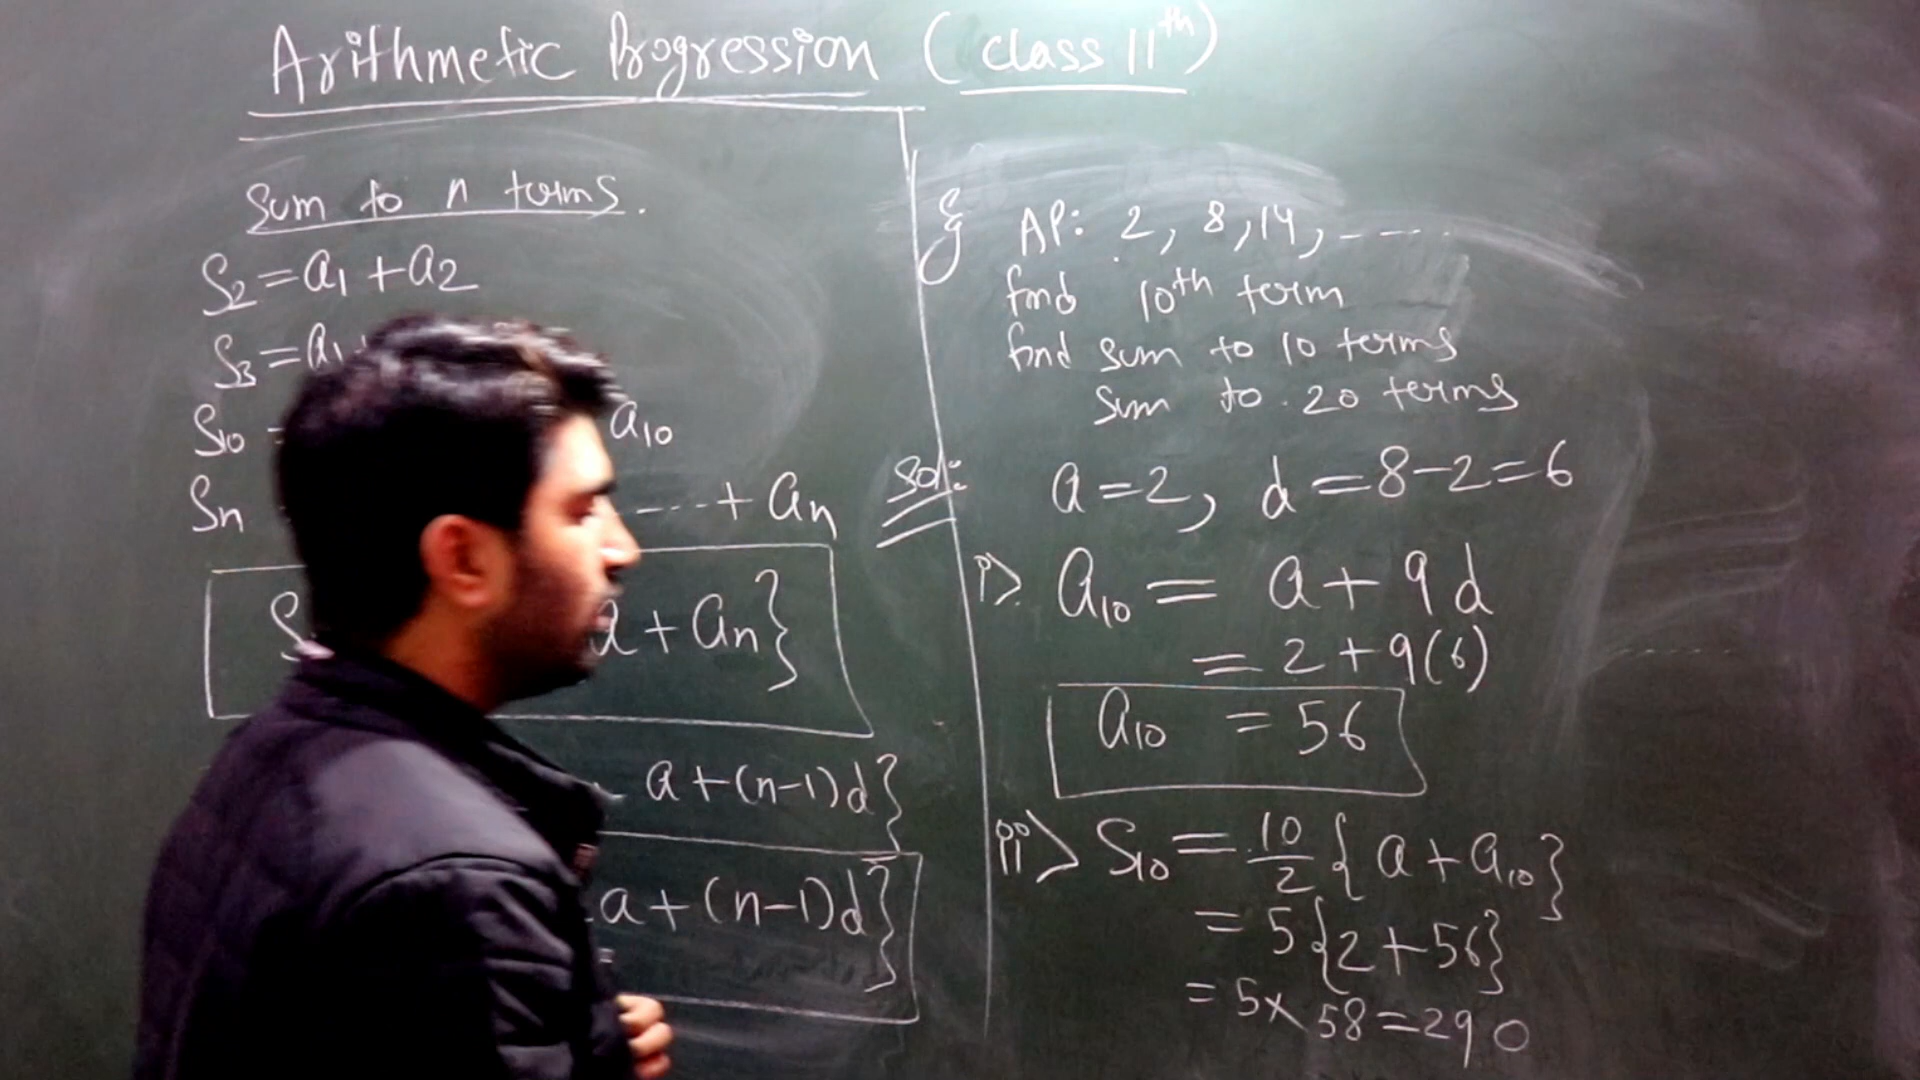 Arithmetic Progression (class 11th)
Sum to n terms.
S2 = a1 + a2
S3 = a1
S10 = a10
Sn ---- + an
S a + an}
a + (n-1)d}
a + (n-1)d}
Eg AP: 2, 8, 14, -----
find 10th term
find sum to 10 terms
sum to 20 terms
Sol: a = 2, d = 8 - 2 = 6
i> a10 = a + 9d
= 2 + 9(6)
a10 = 56
ii> S10 = 10/2 {a + a10}
= 5{2 + 56}
= 5 x 58 = 290